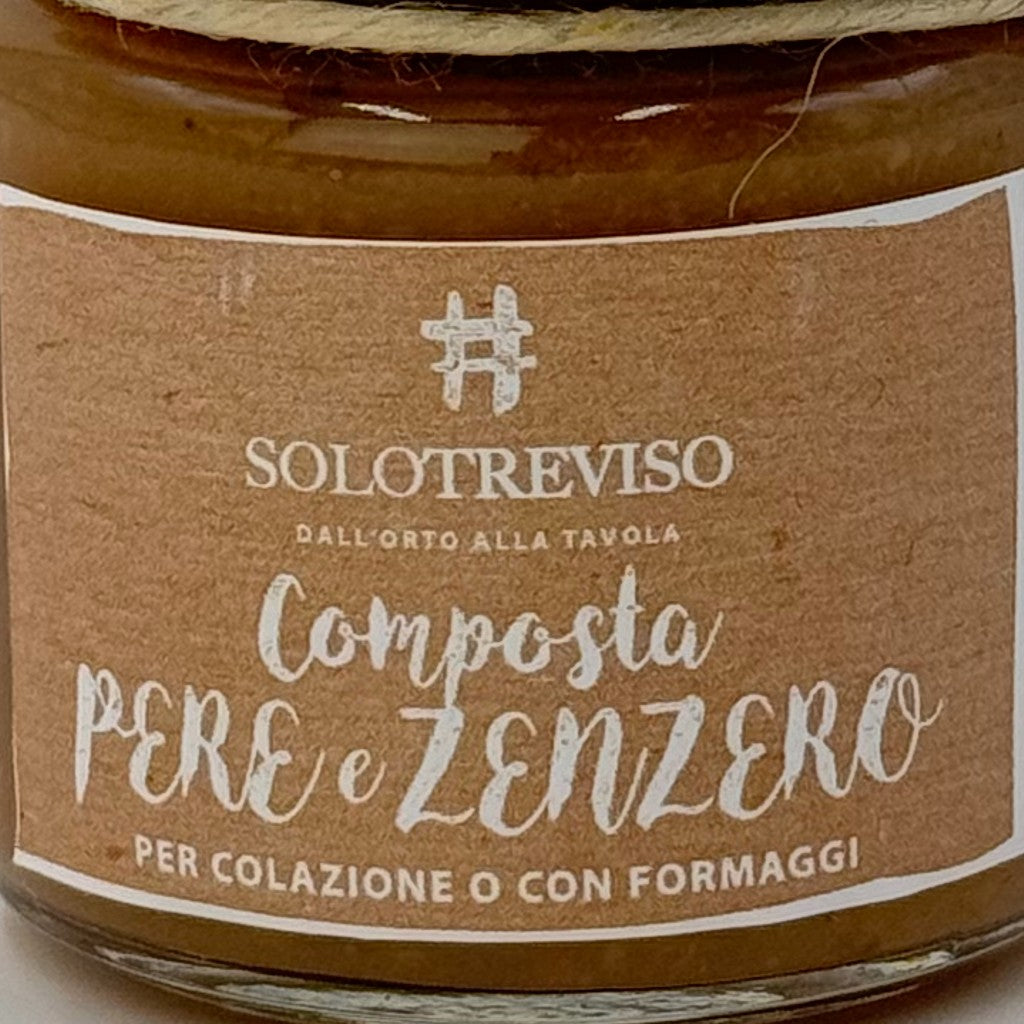 #
SOLOTREVISO
DALL'ORTO ALLA TAVOLA
Composta
PERE e ZENZERO
PER COLAZIONE O CON FORMAGGI